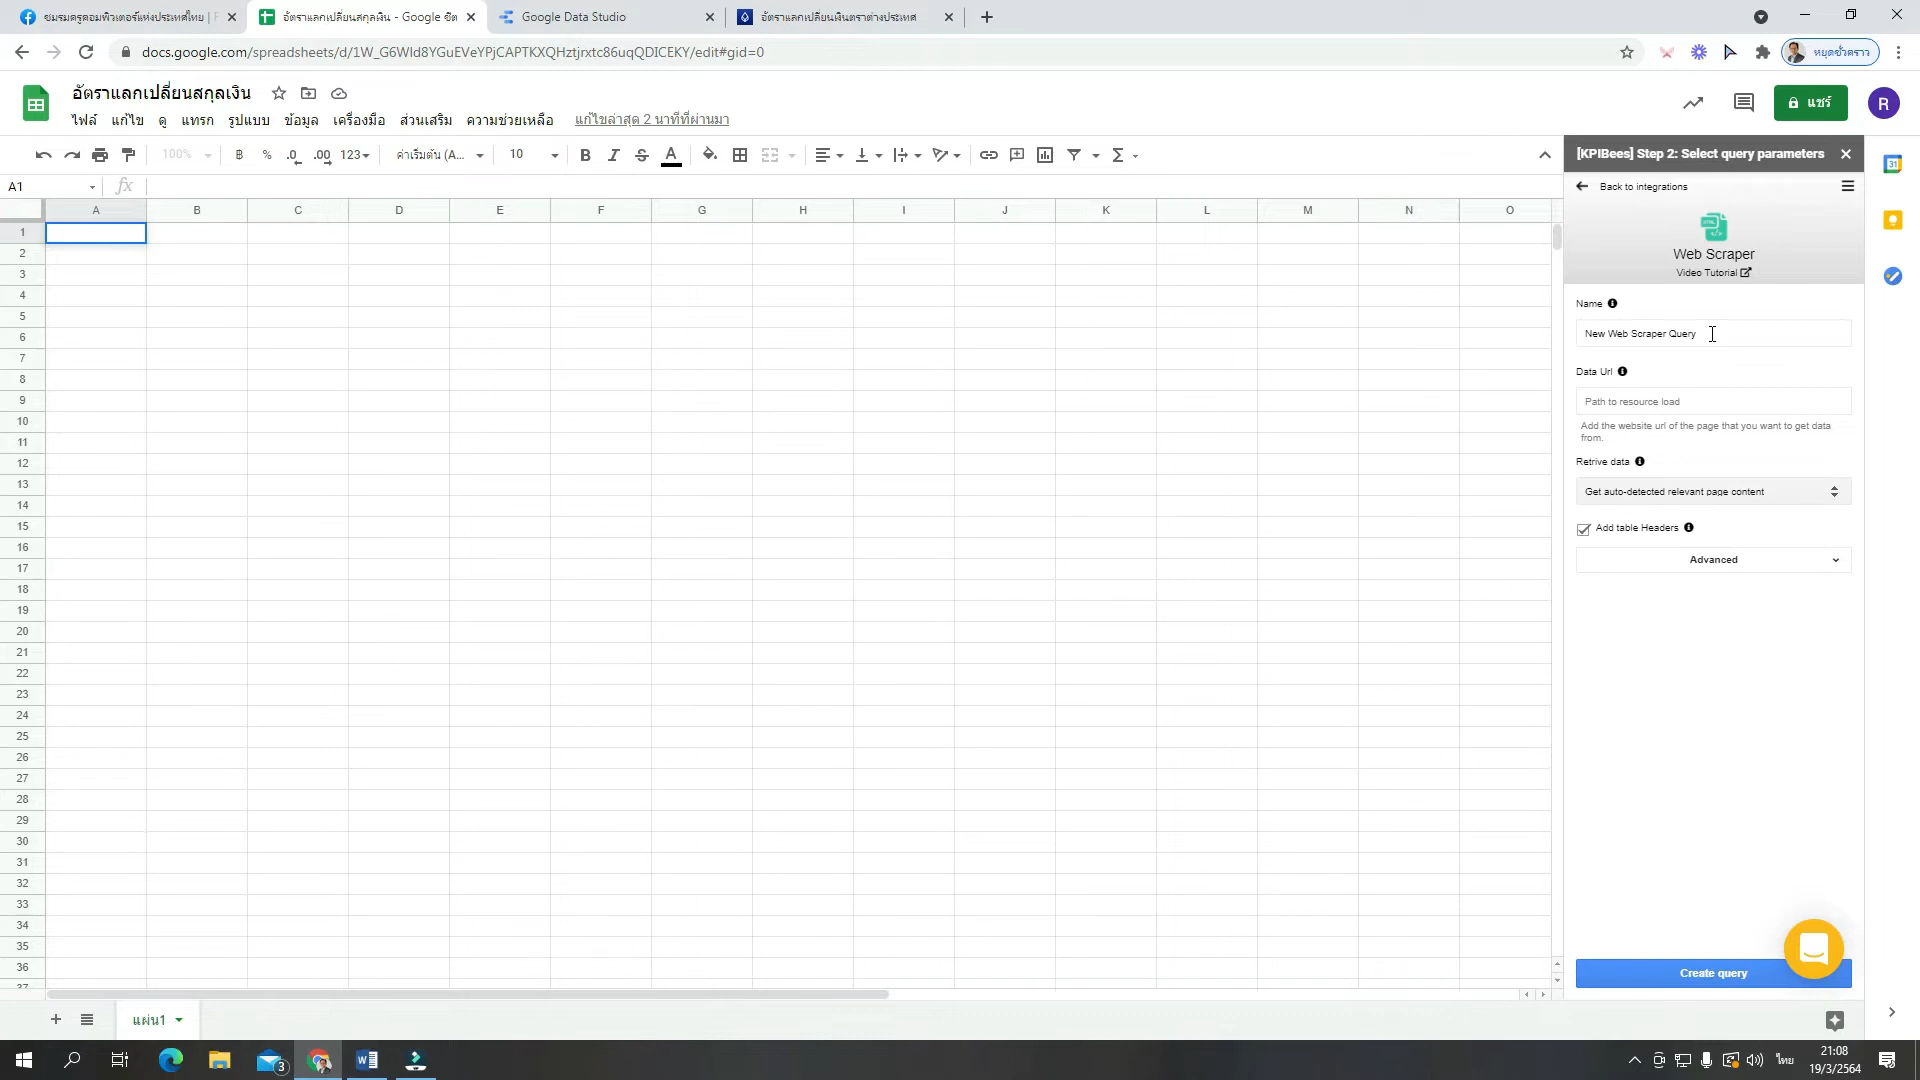 ชมรมครูคอมพิวเตอร์แห่งประเทศไทย | F
อัตราแลกเปลี่ยนสกุลเงิน - Google ชีต
Google Data Studio
อัตราแลกเปลี่ยนเงินตราต่างประเทศ
docs.google.com/spreadsheets/d/1W_G6WId8YGuEVeYPjCAPTKXQHztjrxtc86uqQDICEKY/edit#gid=0
หยุดชั่วคราว
อัตราแลกเปลี่ยนสกุลเงิน
ไฟล์ แก้ไข ดู แทรก รูปแบบ ข้อมูล เครื่องมือ ส่วนเสริม ความช่วยเหลือ แก้ไขล่าสุด 2 นาทีที่ผ่านมา
แชร์
R
100% ฿ % .0 .00 123 ค่าเริ่มต้น (A... 10 B I S A Σ
[KPIBees] Step 2: Select query parameters
A1 fx
Back to integrations
A B C D E F G H I J K L M N O
1
2
3
4
5
6
7
8
9
10
11
12
13
14
15
16
17
18
19
20
21
22
23
24
25
26
27
28
29
30
31
32
33
34
35
36
37
Web Scraper
Video Tutorial
Name
New Web Scraper Query
Data Url
Path to resource load
Add the website url of the page that you want to get data
from.
Retrive data
Get auto-detected relevant page content
Add table Headers
Advanced
Create query
แผ่น1
3
ไทย
21:08
19/3/2564